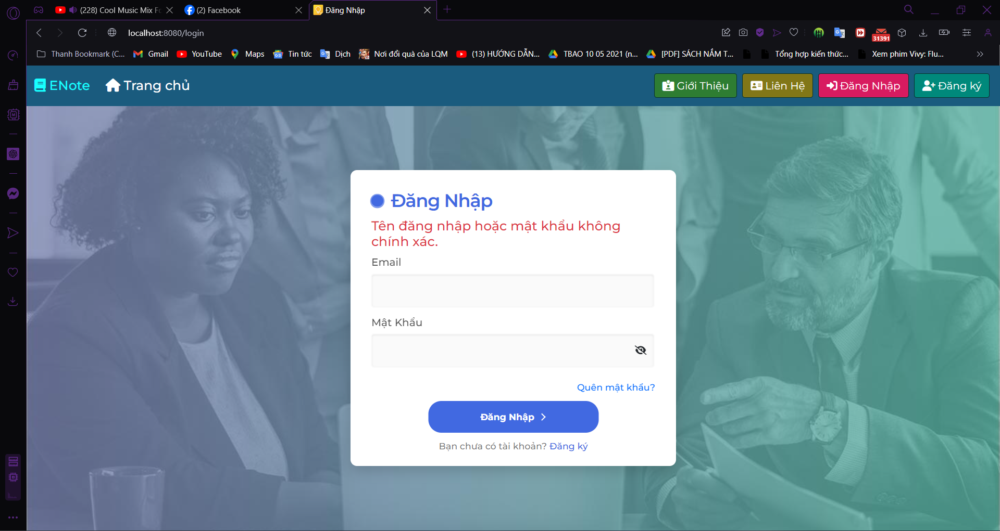 (228) Cool Music Mix Fo
(2) Facebook
Đăng Nhập
localhost:8080/login
31391
Thanh Bookmark (C...
Gmail
YouTube
Maps
Tin tức
Dịch
Nơi đổi quà của LQM
(13) HƯỚNG DẪN...
TBAO 10 05 2021 (n...
[PDF] SÁCH NẮM T...
Tổng hợp kiến thức...
Xem phim Vivy: Flu...
ENote
Trang chủ
Giới Thiệu
Liên Hệ
Đăng Nhập
Đăng ký
Đăng Nhập
Tên đăng nhập hoặc mật khẩu không
chính xác.
Email
Mật Khẩu
Quên mật khẩu?
Đăng Nhập
Bạn chưa có tài khoản? Đăng ký